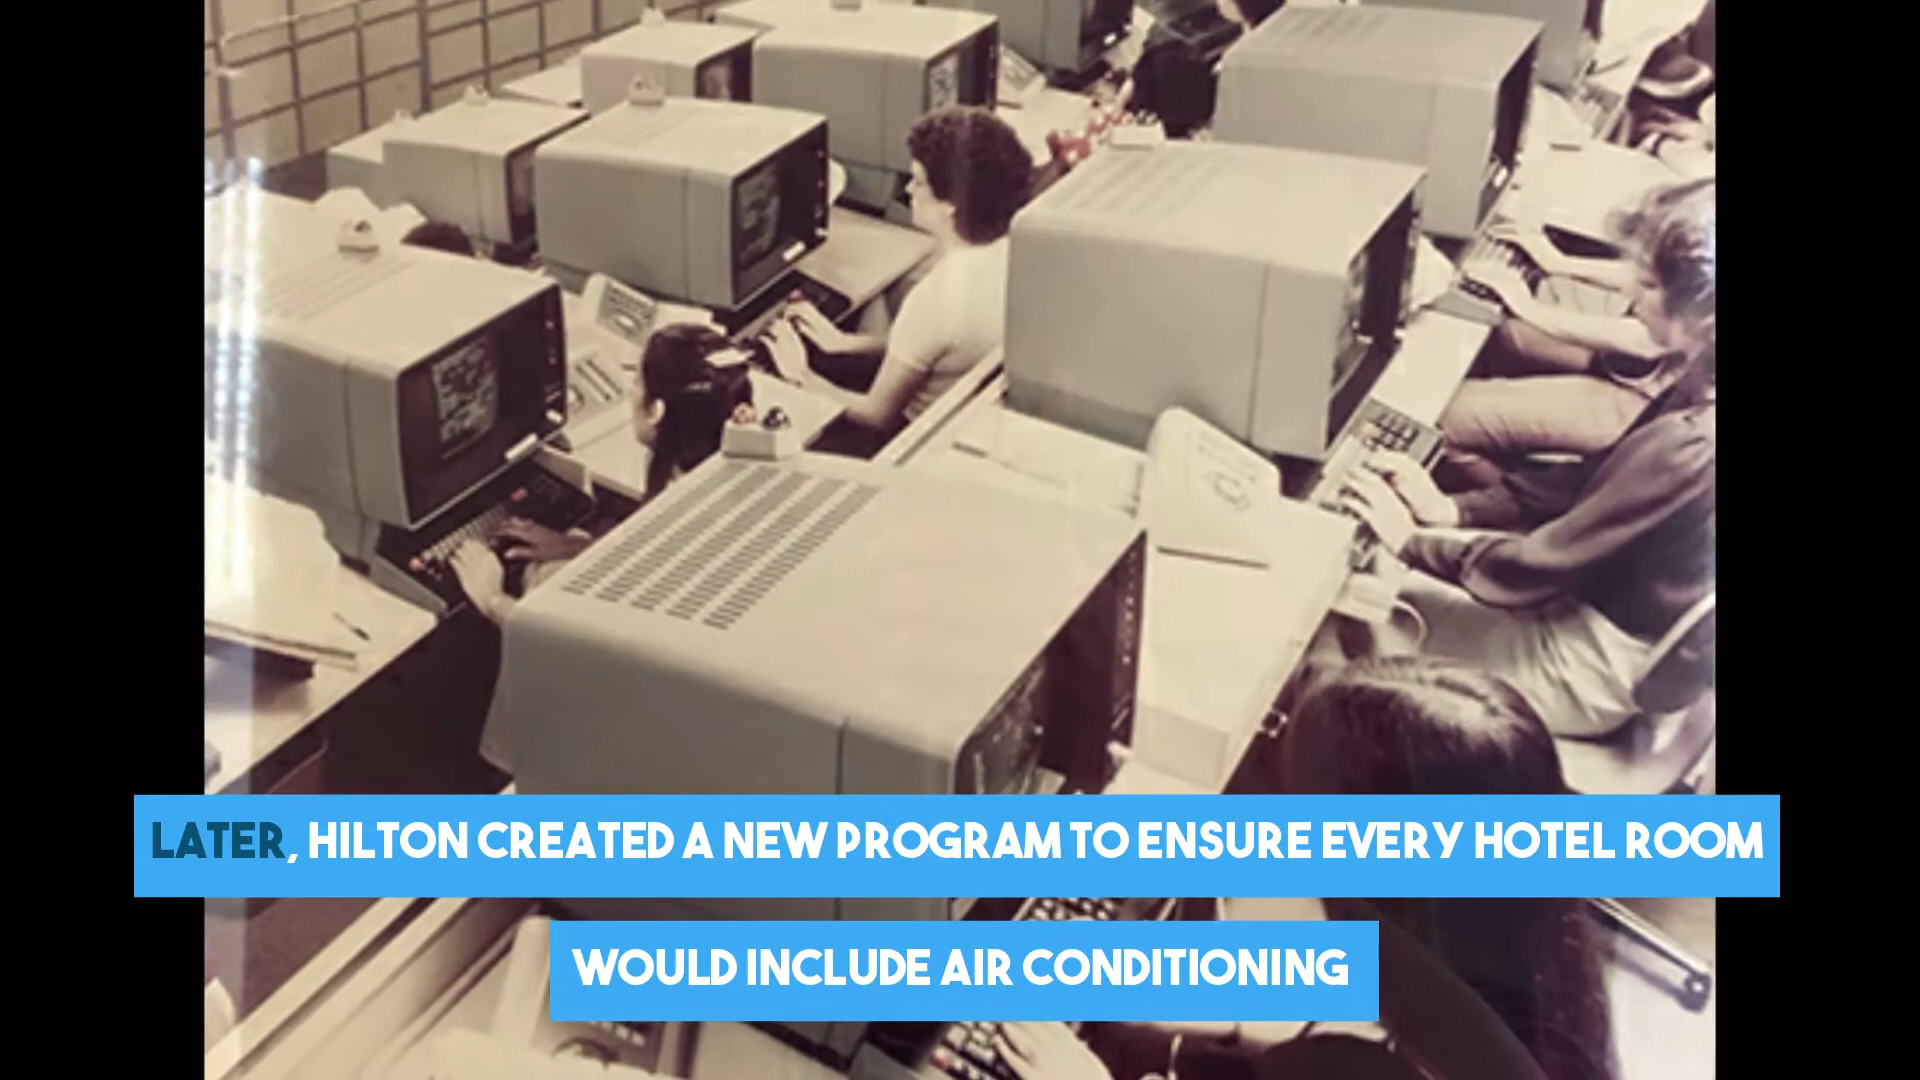 LATER, HILTON CREATED A NEW PROGRAM TO ENSURE EVERY HOTEL ROOM
WOULD INCLUDE AIR CONDITIONING